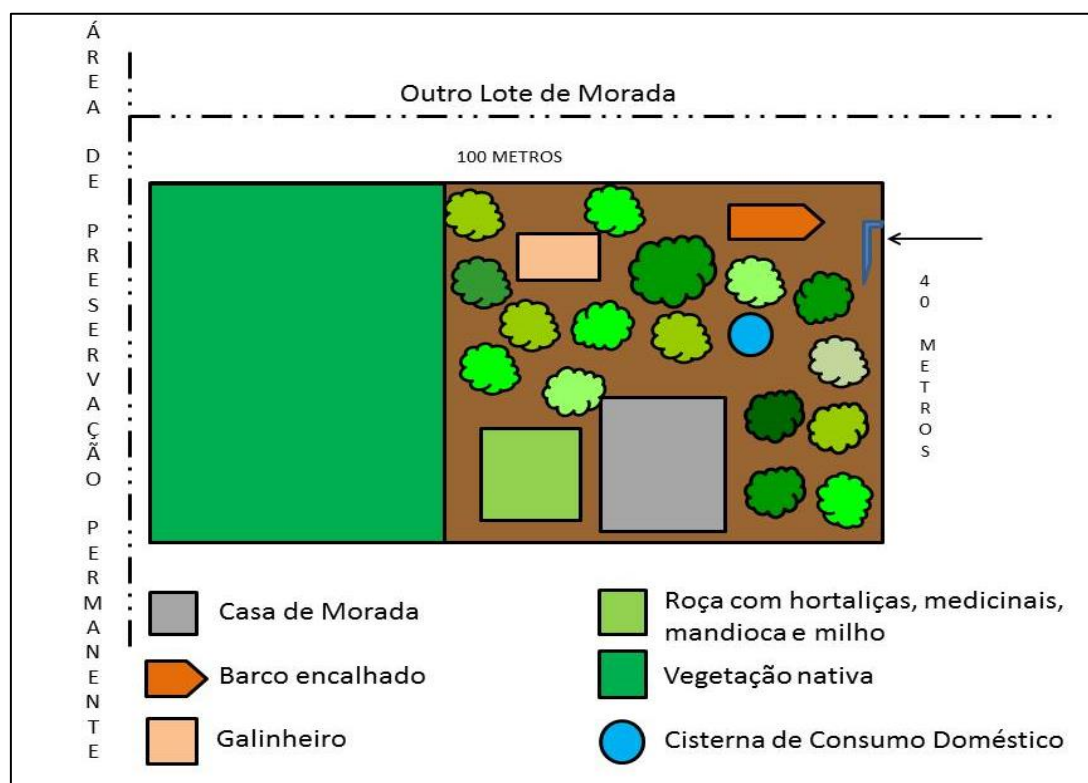 ÁREA DE PRESERVAÇÃO PERMANENTE
Outro Lote de Morada
100 METROS
40 METROS
Casa de Morada
Barco encalhado
Galinheiro
Roça com hortaliças, medicinais,
mandioca e milho
Vegetação nativa
Cisterna de Consumo Doméstico